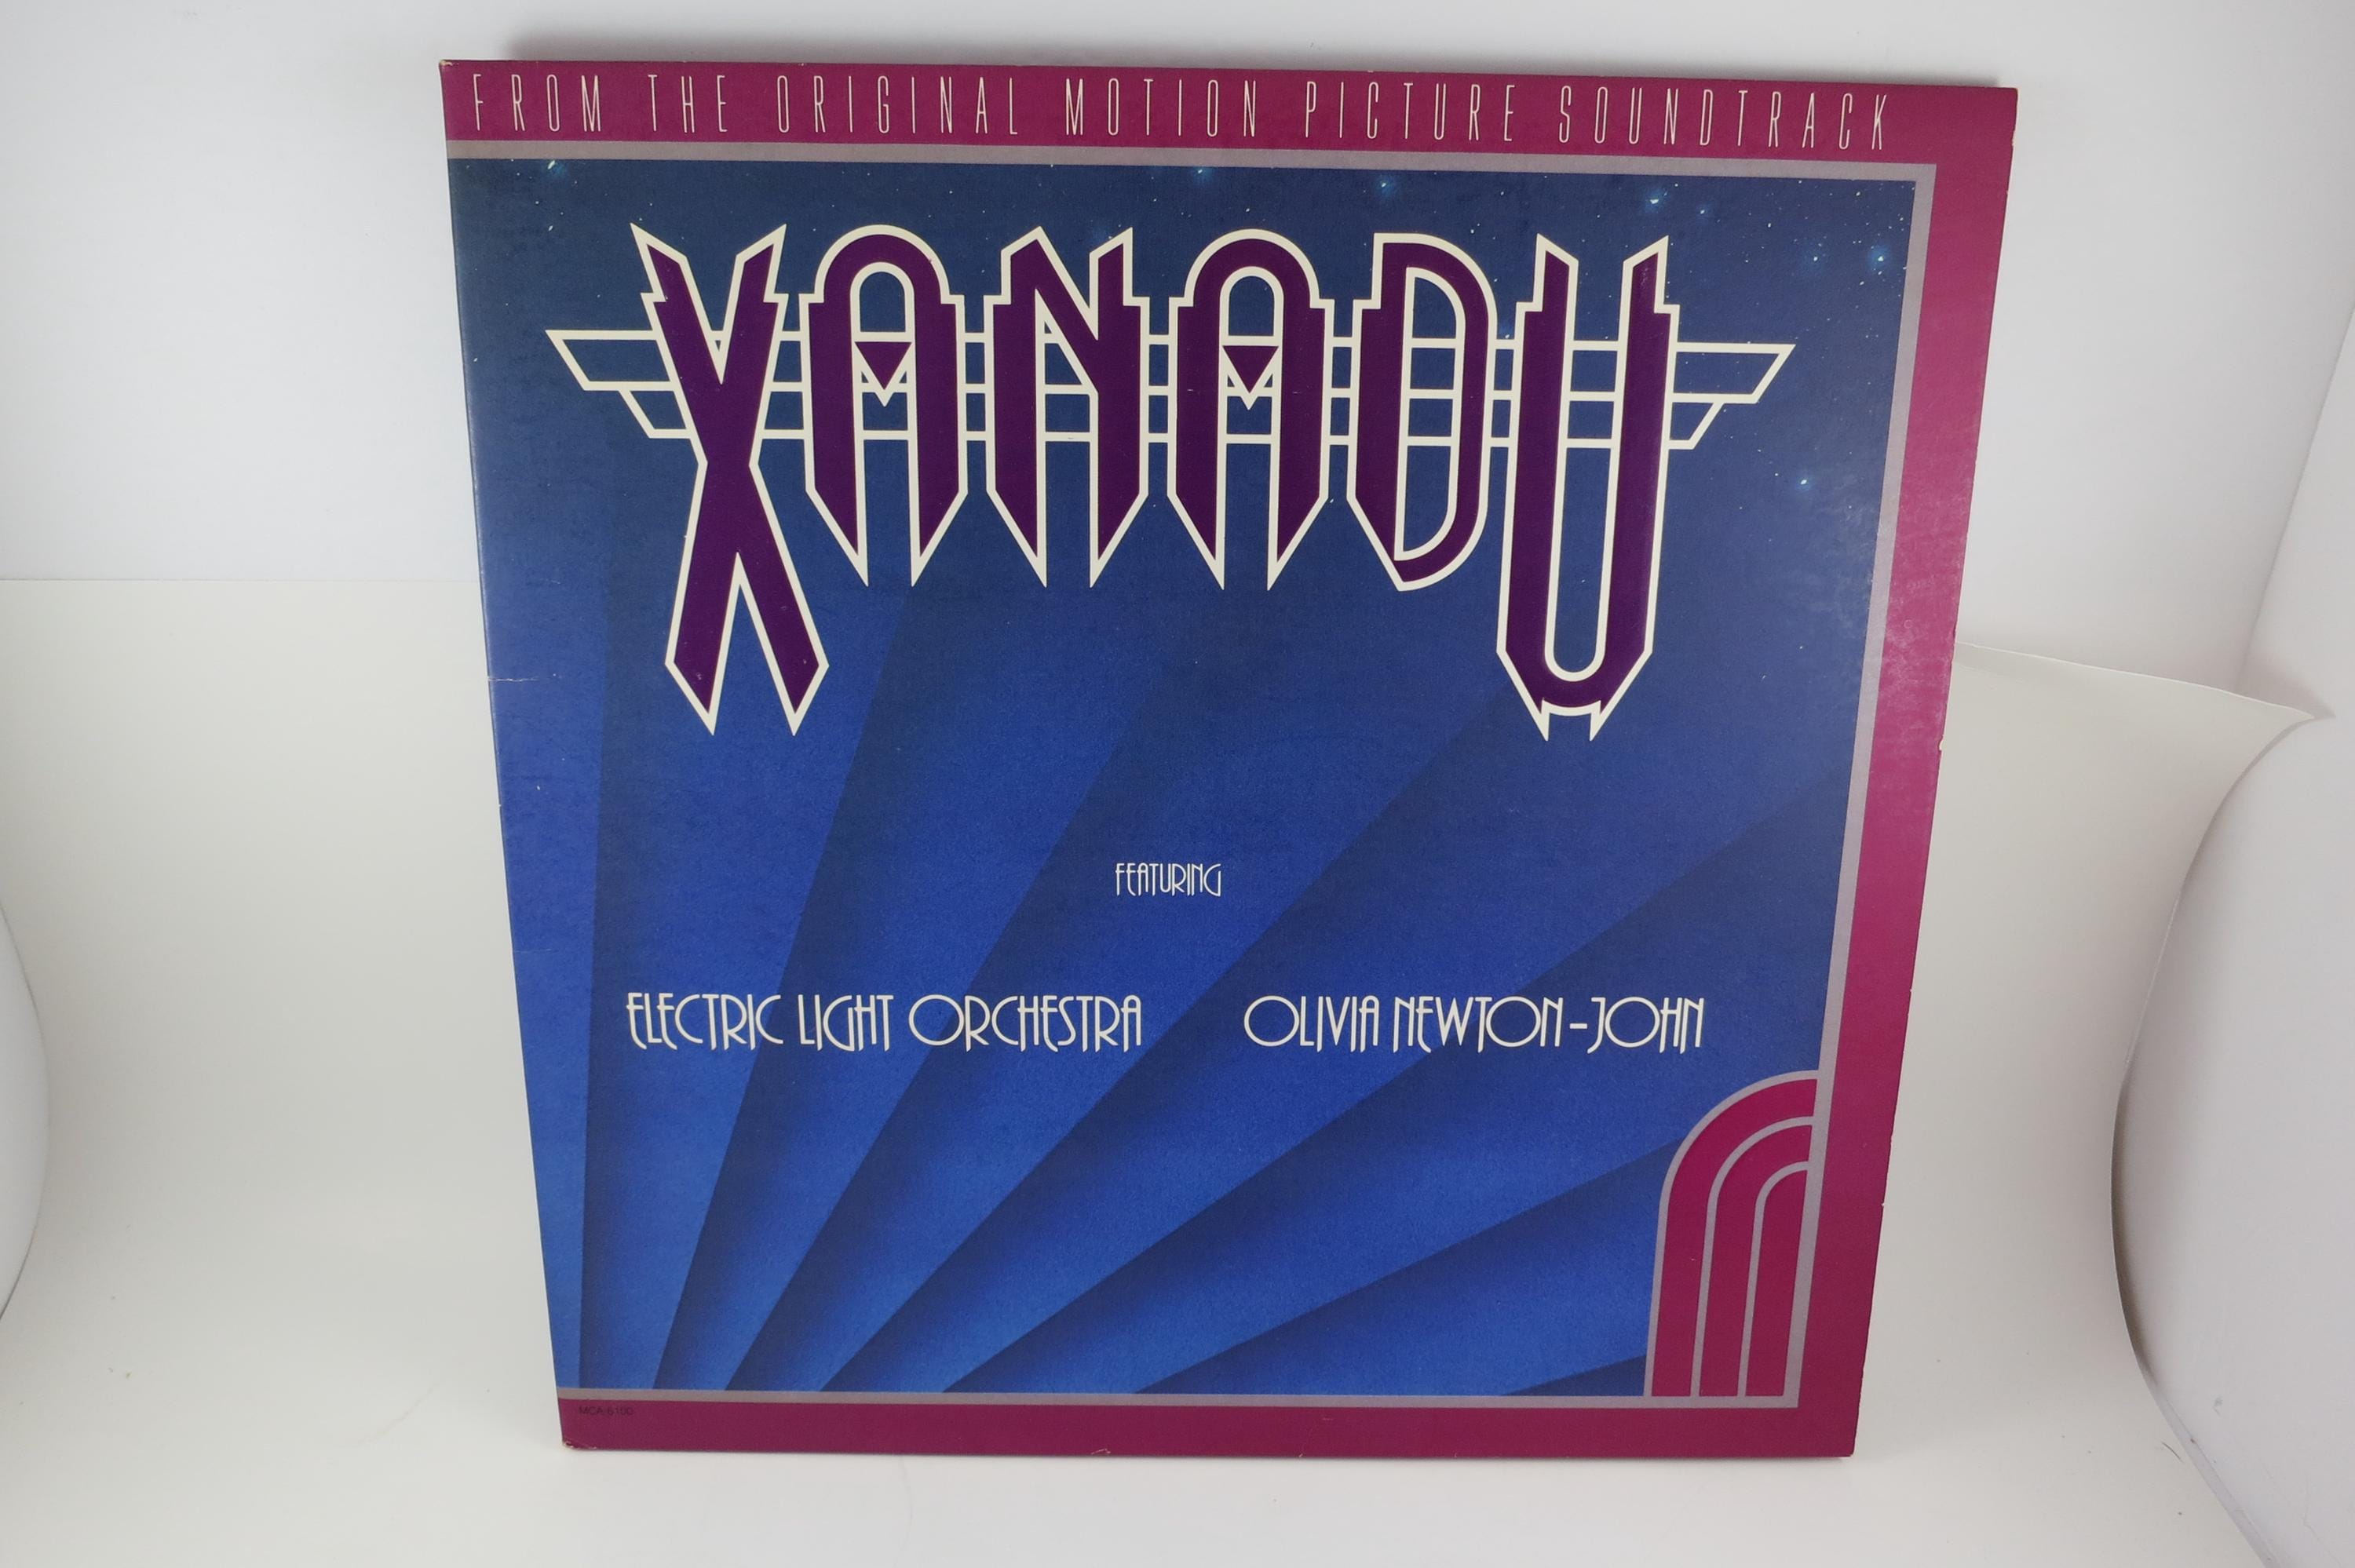 FROM THE ORIGINAL MOTION PICTURE SOUNDTRACK
XANADU
FEATURING
ELECTRIC LIGHT ORCHESTRA OLIVIA NEWTON-JOHN
MCA-6100